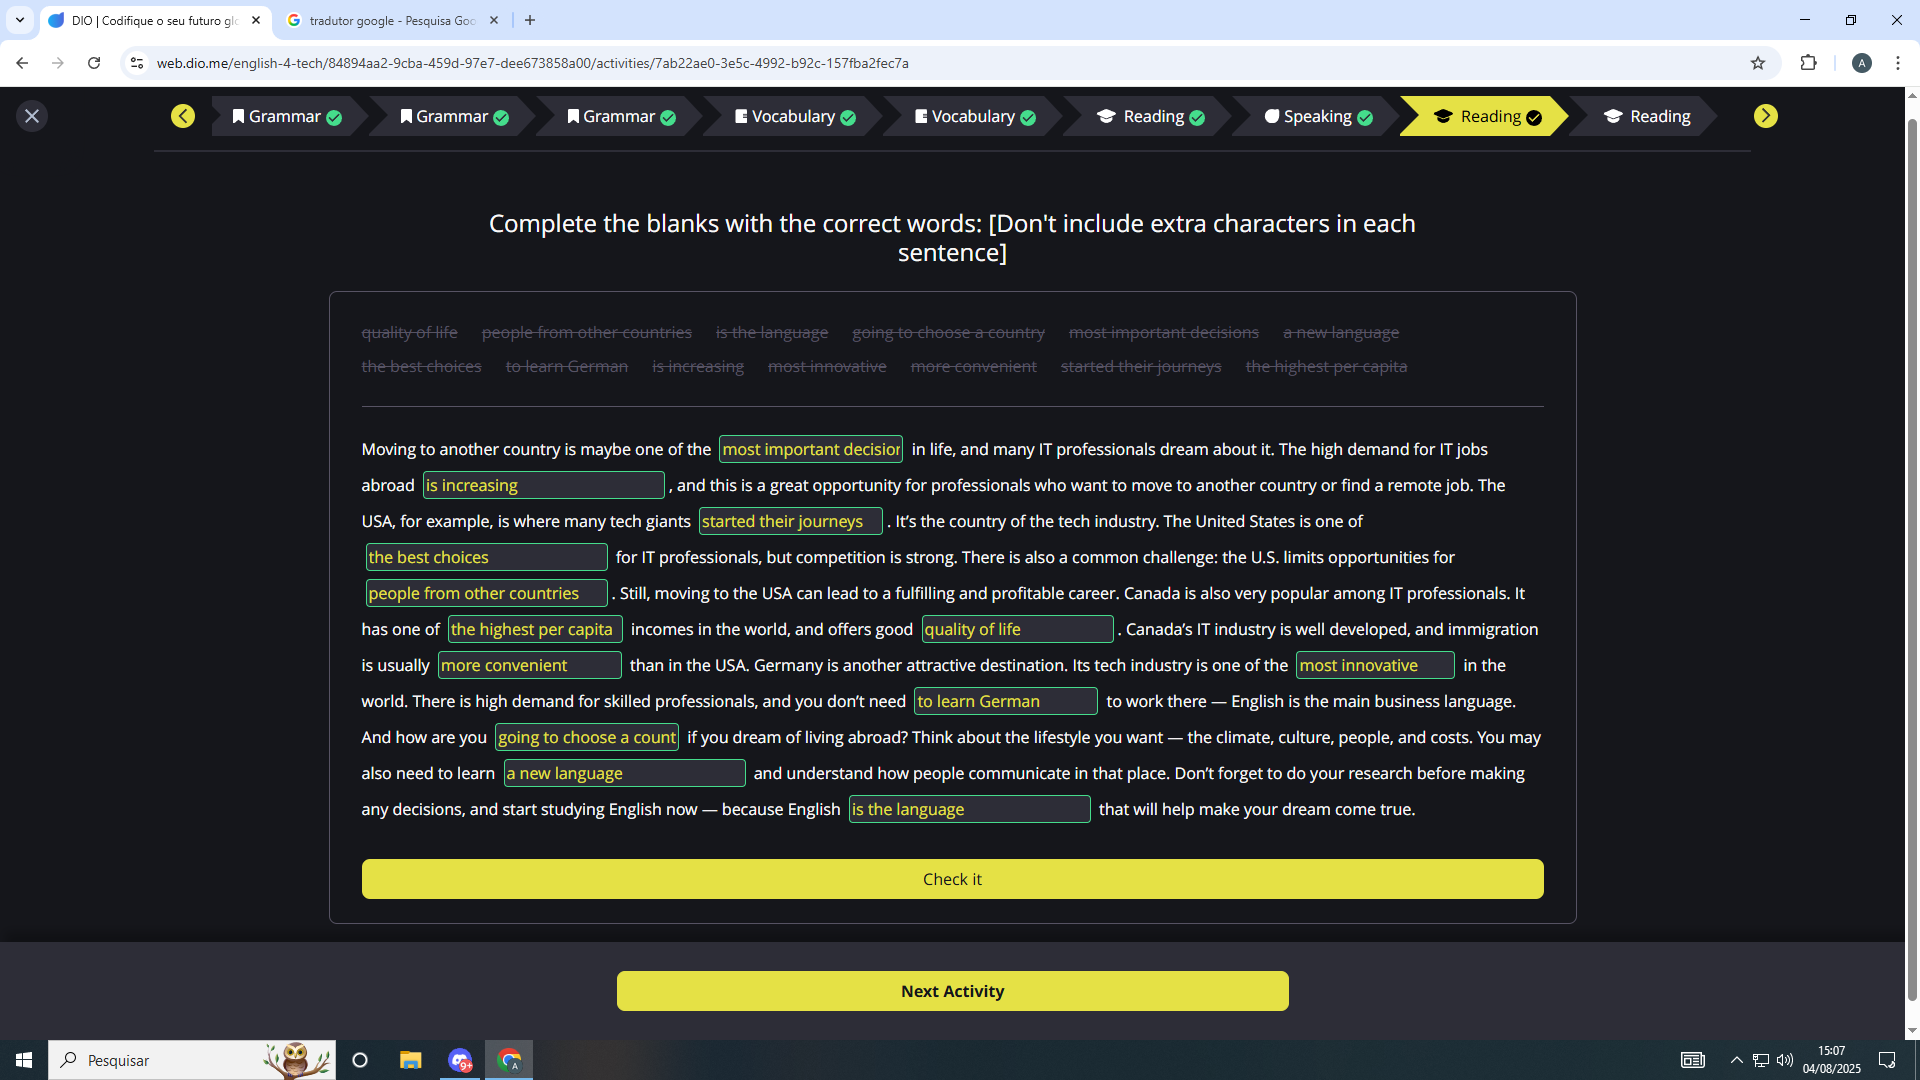 DIO | Codifique o seu futuro gl
tradutor google - Pesquisa Goo
web.dio.me/english-4-tech/84894aa2-9cba-459d-97e7-dee673858a00/activities/7ab22ae0-3e5c-4992-b92c-157fba2fec7a
A
Grammar Grammar Grammar Vocabulary Vocabulary Reading Speaking Reading Reading
Complete the blanks with the correct words: [Don't include extra characters in each
sentence]
quality of life people from other countries is the language going to choose a country most important decisions a new language
the best choices to learn German is increasing most innovative more convenient started their journeys the highest per capita
Moving to another country is maybe one of the most important decision in life, and many IT professionals dream about it. The high demand for IT jobs
abroad is increasing , and this is a great opportunity for professionals who want to move to another country or find a remote job. The
USA, for example, is where many tech giants started their journeys . It’s the country of the tech industry. The United States is one of
the best choices for IT professionals, but competition is strong. There is also a common challenge: the U.S. limits opportunities for
people from other countries . Still, moving to the USA can lead to a fulfilling and profitable career. Canada is also very popular among IT professionals. It
has one of the highest per capita incomes in the world, and offers good quality of life . Canada’s IT industry is well developed, and immigration
is usually more convenient than in the USA. Germany is another attractive destination. Its tech industry is one of the most innovative in the
world. There is high demand for skilled professionals, and you don’t need to learn German to work there — English is the main business language.
And how are you going to choose a count if you dream of living abroad? Think about the lifestyle you want — the climate, culture, people, and costs. You may
also need to learn a new language and understand how people communicate in that place. Don’t forget to do your research before making
any decisions, and start studying English now — because English is the language that will help make your dream come true.
Check it
Next Activity
Pesquisar
9+
A
15:07
04/08/2025